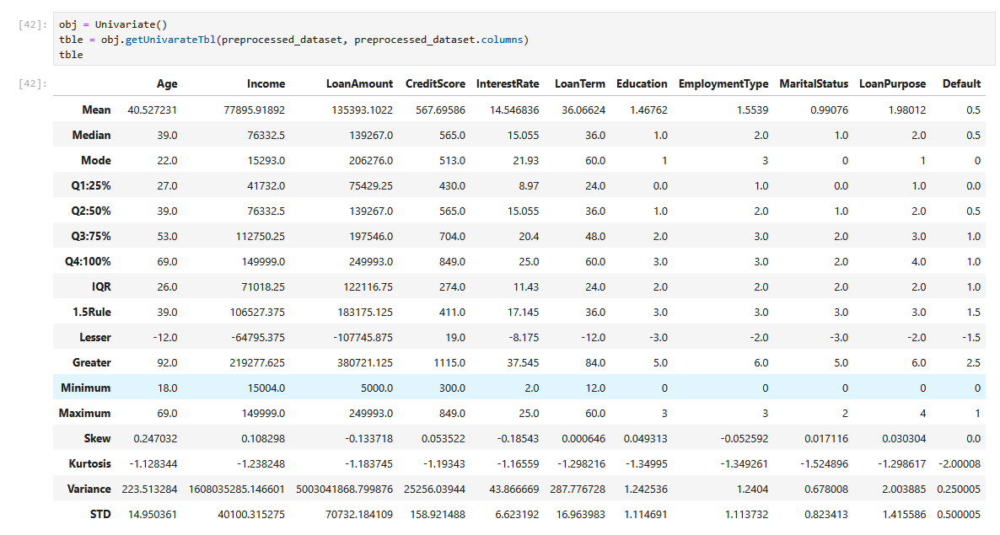 [42]: obj = Univariate()
tble = obj.getUnivarateTbl(preprocessed_dataset, preprocessed_dataset.columns)
tble
[42]: Age Income LoanAmount CreditScore InterestRate LoanTerm Education EmploymentType MaritalStatus LoanPurpose Default
Mean 40.527231 77895.91892 135393.1022 567.69586 14.546836 36.06624 1.46762 1.5539 0.99076 1.98012 0.5
Median 39.0 76332.5 139267.0 565.0 15.055 36.0 1.0 2.0 1.0 2.0 0.5
Mode 22.0 15293.0 206276.0 513.0 21.93 60.0 1 3 0 1 0
Q1:25% 27.0 41732.0 75429.25 430.0 8.97 24.0 0.0 1.0 0.0 1.0 0.0
Q2:50% 39.0 76332.5 139267.0 565.0 15.055 36.0 1.0 2.0 1.0 2.0 0.5
Q3:75% 53.0 112750.25 197546.0 704.0 20.4 48.0 2.0 3.0 2.0 3.0 1.0
Q4:100% 69.0 149999.0 249993.0 849.0 25.0 60.0 3.0 3.0 2.0 4.0 1.0
IQR 26.0 71018.25 122116.75 274.0 11.43 24.0 2.0 2.0 2.0 2.0 1.0
1.5Rule 39.0 106527.375 183175.125 411.0 17.145 36.0 3.0 3.0 3.0 3.0 1.5
Lesser -12.0 -64795.375 -107745.875 19.0 -8.175 -12.0 -3.0 -2.0 -3.0 -2.0 -1.5
Greater 92.0 219277.625 380721.125 1115.0 37.545 84.0 5.0 6.0 5.0 6.0 2.5
Minimum 18.0 15004.0 5000.0 300.0 2.0 12.0 0 0 0 0 0
Maximum 69.0 149999.0 249993.0 849.0 25.0 60.0 3 3 2 4 1
Skew 0.247032 0.108298 -0.133718 0.053522 -0.18543 0.000646 0.049313 -0.052592 0.017116 0.030304 0.0
Kurtosis -1.128344 -1.238248 -1.183745 -1.19343 -1.16559 -1.298216 -1.34995 -1.349261 -1.524896 -1.298617 -2.00008
Variance 223.513284 1608035285.146601 5003041868.799876 25256.03944 43.866669 287.776728 1.242536 1.2404 0.678008 2.003885 0.250005
STD 14.950361 40100.315275 70732.184109 158.921488 6.623192 16.963983 1.114691 1.113732 0.823413 1.415586 0.500005